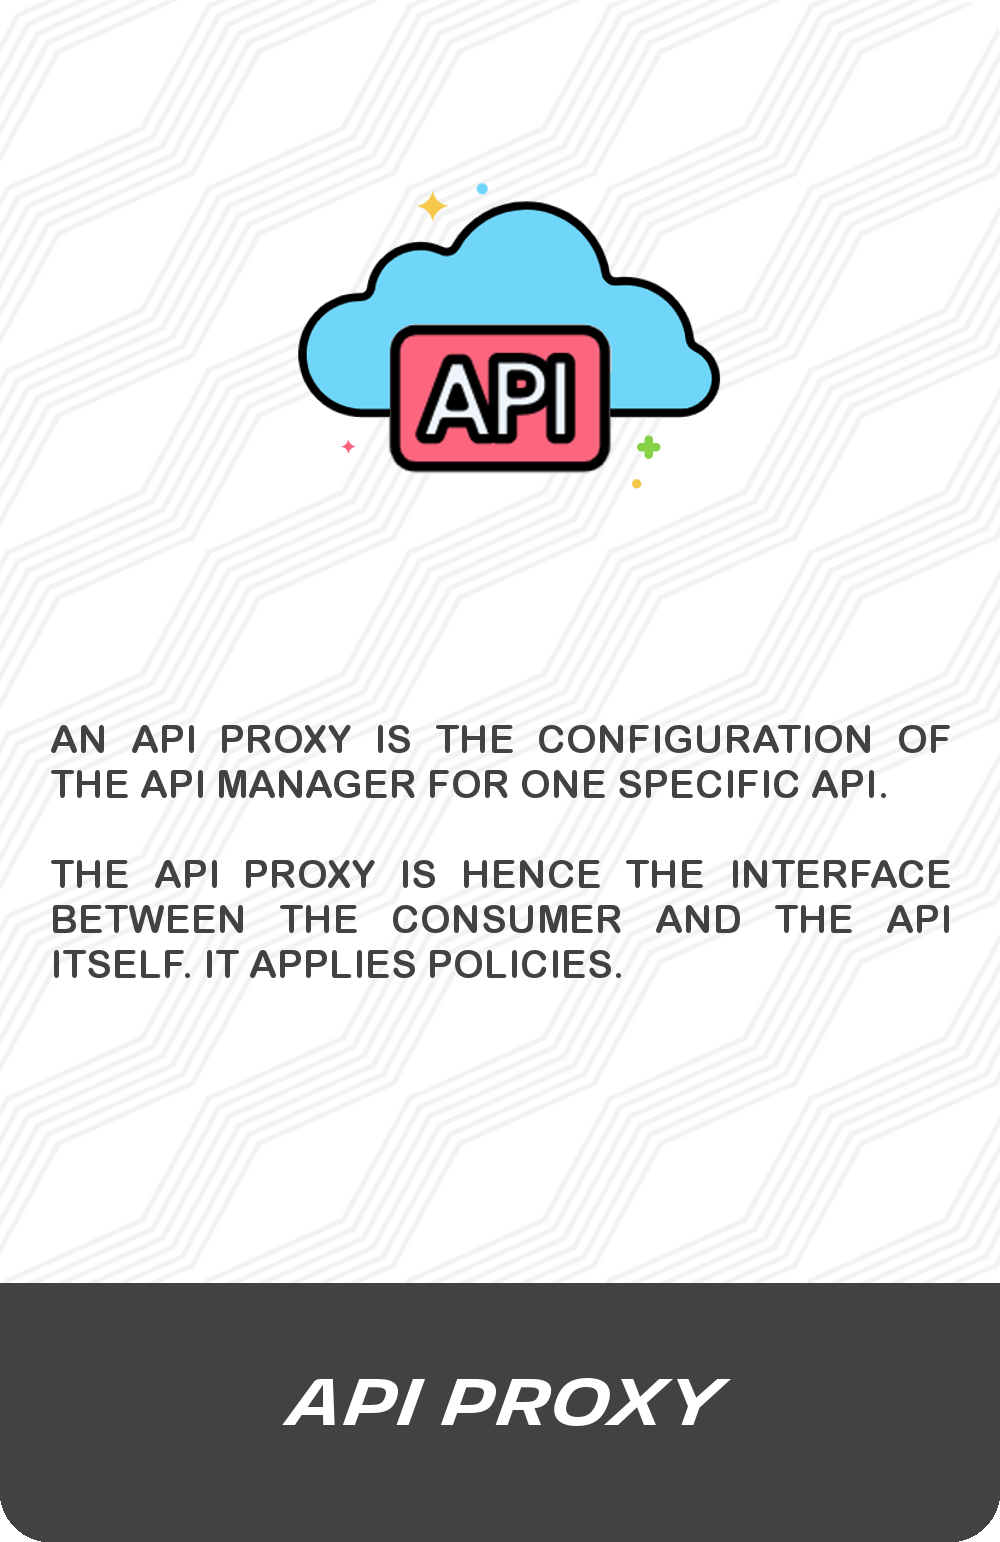 API
AN API PROXY IS THE CONFIGURATION OF
THE API MANAGER FOR ONE SPECIFIC API.
THE API PROXY IS HENCE THE INTERFACE
BETWEEN THE CONSUMER AND THE API
ITSELF. IT APPLIES POLICIES.
API PROXY